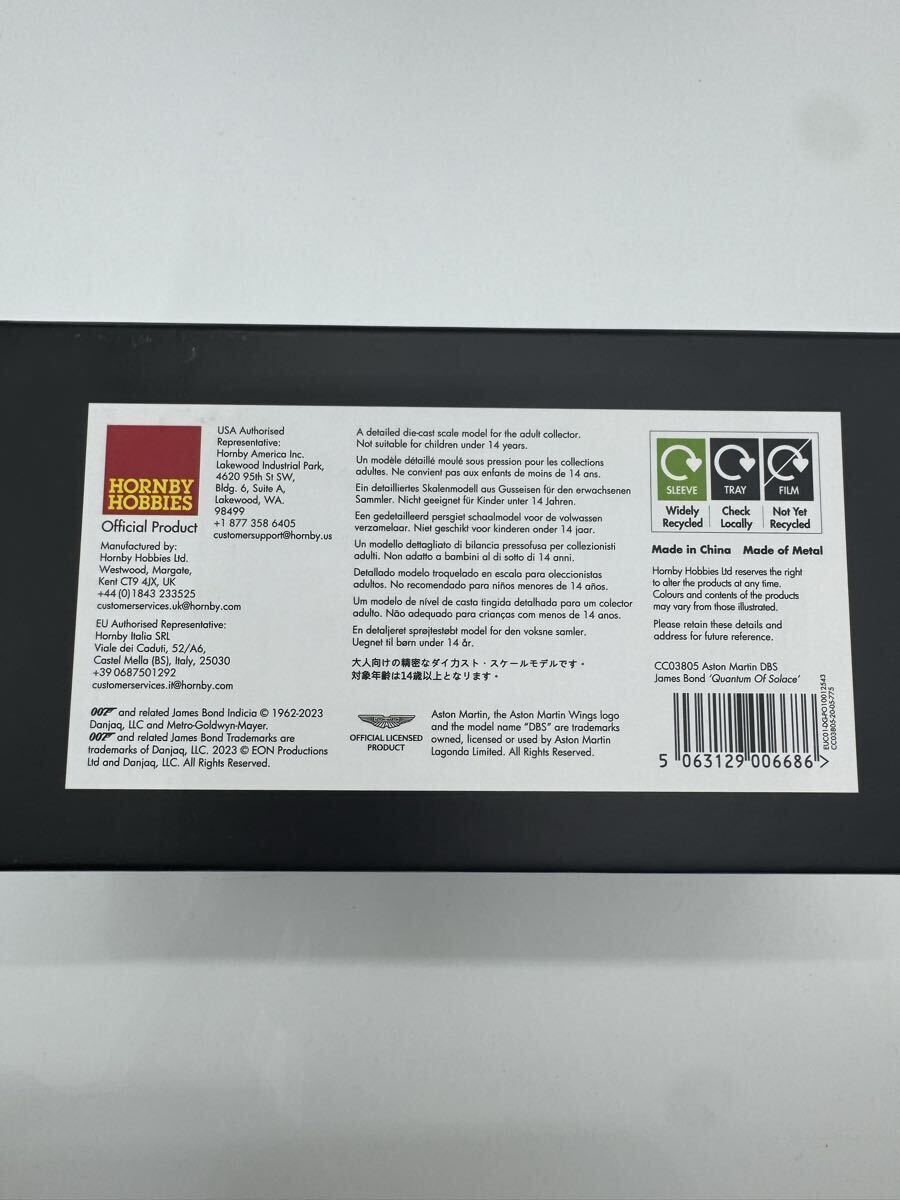 HORNBY
HOBBIES
Official Product
Manufactured by:
Hornby Hobbies Ltd.
Westwood, Margate,
Kent CT9 4JX, UK
+44 (0)1843 233525
customerservices.uk@hornby.com
EU Authorised Representative:
Hornby Italia SRL
Viale dei Caduti, 52/A6,
Castel Mella (BS), Italy, 25030
+39 0687501292
customerservices.it@hornby.com
USA Authorised
Representative:
Hornby America Inc.
Lakewood Industrial Park,
4620 95th St SW,
Bldg. 6, Suite A,
Lakewood, WA.
98499
+1 877 358 6405
customersupport@hornby.us
007 and related James Bond Indicia © 1962-2023
Danjaq, LLC and Metro-Goldwyn-Mayer.
007 and related James Bond Trademarks are
trademarks of Danjaq, LLC. 2023 © EON Productions
Ltd and Danjaq, LLC. All Rights Reserved.
A detailed die-cast scale model for the adult collector.
Not suitable for children under 14 years.
Un modèle détaillé moulé sous pression pour les collections
adultes. Ne convient pas aux enfants de moins de 14 ans.
Ein detailliertes Skalenmodell aus Gusseisen für den erwachsenen
Sammler. Nicht geeignet für Kinder unter 14 Jahren.
Een gedetailleerd persgiet schaalmodel voor de volwassen
verzamelaar. Niet geschikt voor kinderen onder 14 jaar.
Un modello dettagliato di bilancia pressofusa per collezionisti
adulti. Non adatto a bambini al di sotto di 14 anni.
Detallado modelo troquelado en escala para oleccionistas
adultos. No recomendado para niños menores de 14 años.
Um modelo de nível de casta tingida detalhada para um colector
adulto. Não adequado para crianças com menos de 14 anos.
En detaljeret sprøjtestøbt model for den voksne samler.
Uegnet til børn under 14 år.
大人向けの精密なダイカスト・スケールモデルです・
対象年齢は14歳以上となリます・
ASTON MARTIN
OFFICIAL LICENSED
PRODUCT
Aston Martin, the Aston Martin Wings logo
and the model name "DBS" are trademarks
owned, licensed or used by Aston Martin
Lagonda Limited. All Rights Reserved.
SLEEVE TRAY FILM
Widely Recycled
Check Locally
Not Yet Recycled
Made in China Made of Metal
Hornby Hobbies Ltd reserves the right
to alter the products at any time.
Colours and contents of the products
may vary from those illustrated.
Please retain these details and
address for future reference.
CC03805 Aston Martin DBS
James Bond 'Quantum Of Solace'
5 063129 006686 >
EUC01-DG-PO10012543
CC03805-2005-775